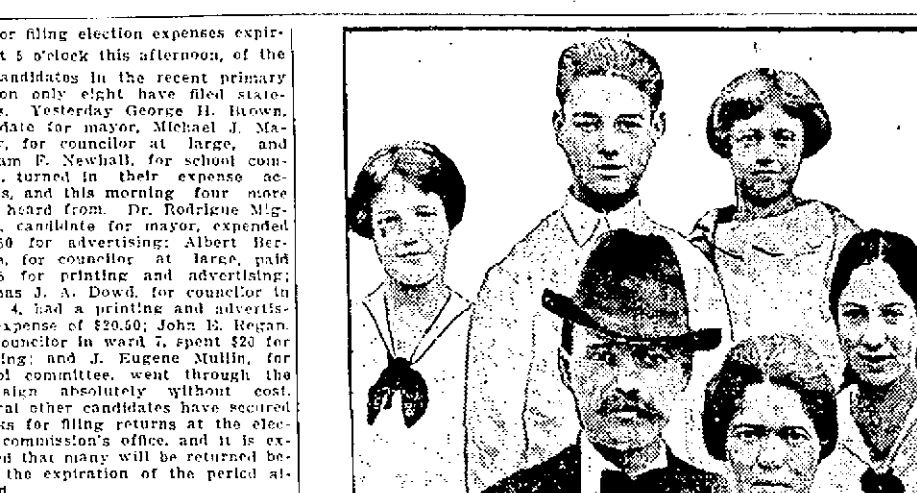 or filing election expenses expir-
t 5 o'clock this afternoon, of the
andidates in the recent primary
on only eight have filed state-
s. Yesterday George H. Brown,
date for mayor, Michael J. Ma-
r, for councilor at large, and
am F. Newhall, for school com-
, turned in their expense ac-
s, and this morning four more
heard from. Dr. Rodrigue Mig-
, candidate for mayor, expended
50 for advertising; Albert Ber-
, for councilor at large, paid
for printing and advertising;
as J. A. Dowd, for councilor in
4, had a printing and advertis-
xpense of $20.50; John E. Regan,
ouncilor in ward 7, spent $20 for
ing; and J. Eugene Mullin, for
ol committee, went through the
aign absolutely without cost.
ral other candidates have secured
ks for filing returns at the elec-
commission's office, and it is ex-
d that many will be returned be-
the expiration of the period al-
d